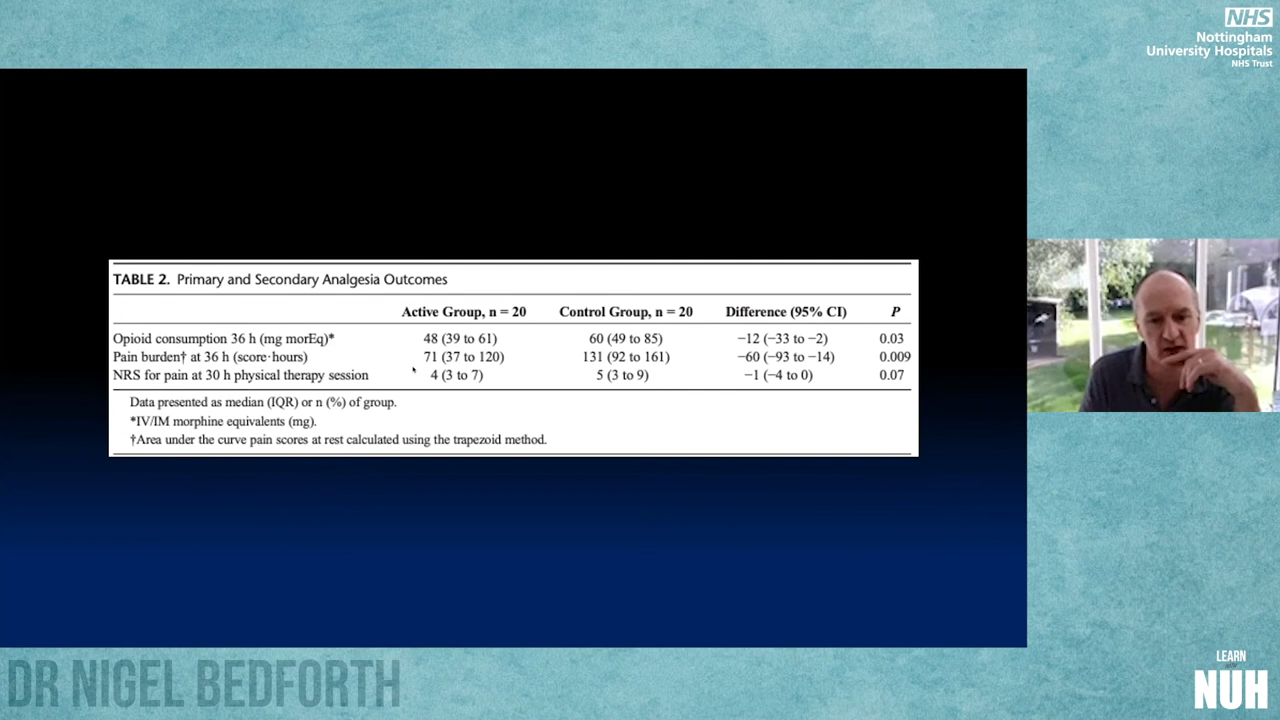 NHS
Nottingham
University Hospitals
NHS Trust
TABLE 2. Primary and Secondary Analgesia Outcomes
Active Group, n = 20 Control Group, n = 20 Difference (95% CI) P
Opioid consumption 36 h (mg morEq)* 48 (39 to 61) 60 (49 to 85) −12 (−33 to −2) 0.03
Pain burden† at 36 h (score·hours) 71 (37 to 120) 131 (92 to 161) −60 (−93 to −14) 0.009
NRS for pain at 30 h physical therapy session 4 (3 to 7) 5 (3 to 9) −1 (−4 to 0) 0.07
Data presented as median (IQR) or n (%) of group.
*IV/IM morphine equivalents (mg).
†Area under the curve pain scores at rest calculated using the trapezoid method.
DR NIGEL BEDFORTH
LEARN
NUH